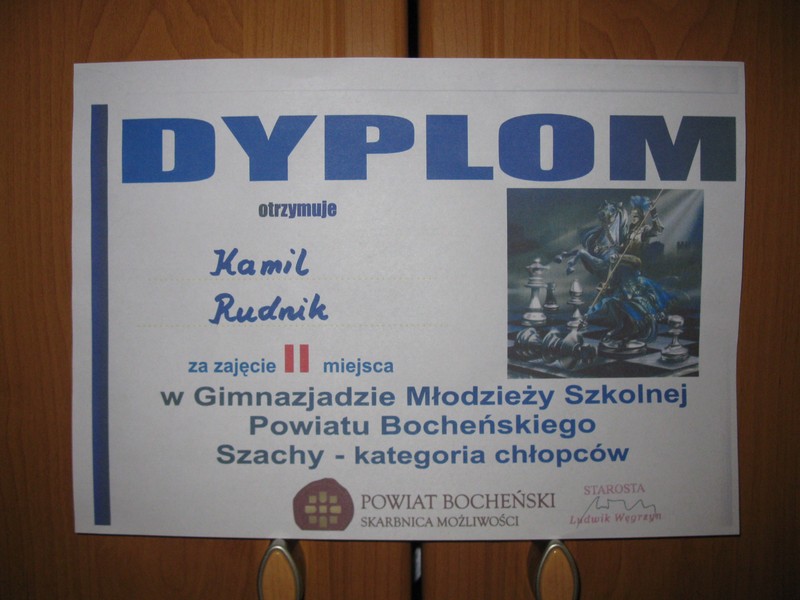 DYPLOM
otrzymuje
Kamil
Rudnik
za zajęcie II miejsca
w Gimnazjadzie Młodzieży Szkolnej
Powiatu Bocheńskiego
Szachy - kategoria chłopców
POWIAT BOCHEŃSKI
SKARBNICA MOŻLIWOŚCI
STAROSTA
Ludwik Węgrzyn